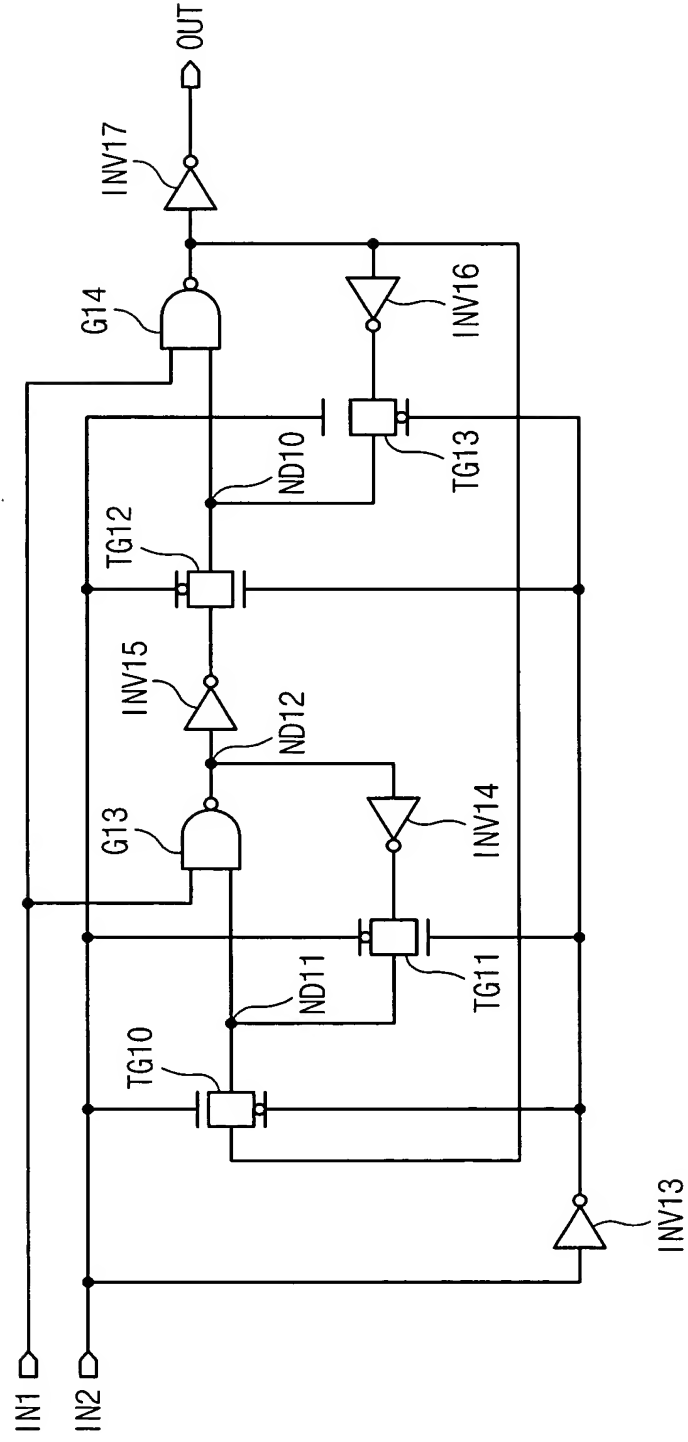 IN1
IN2
INV13
TG10
ND11
TG11
G13
INV14
ND12
INV15
TG12
ND10
TG13
G14
INV16
INV17
OUT